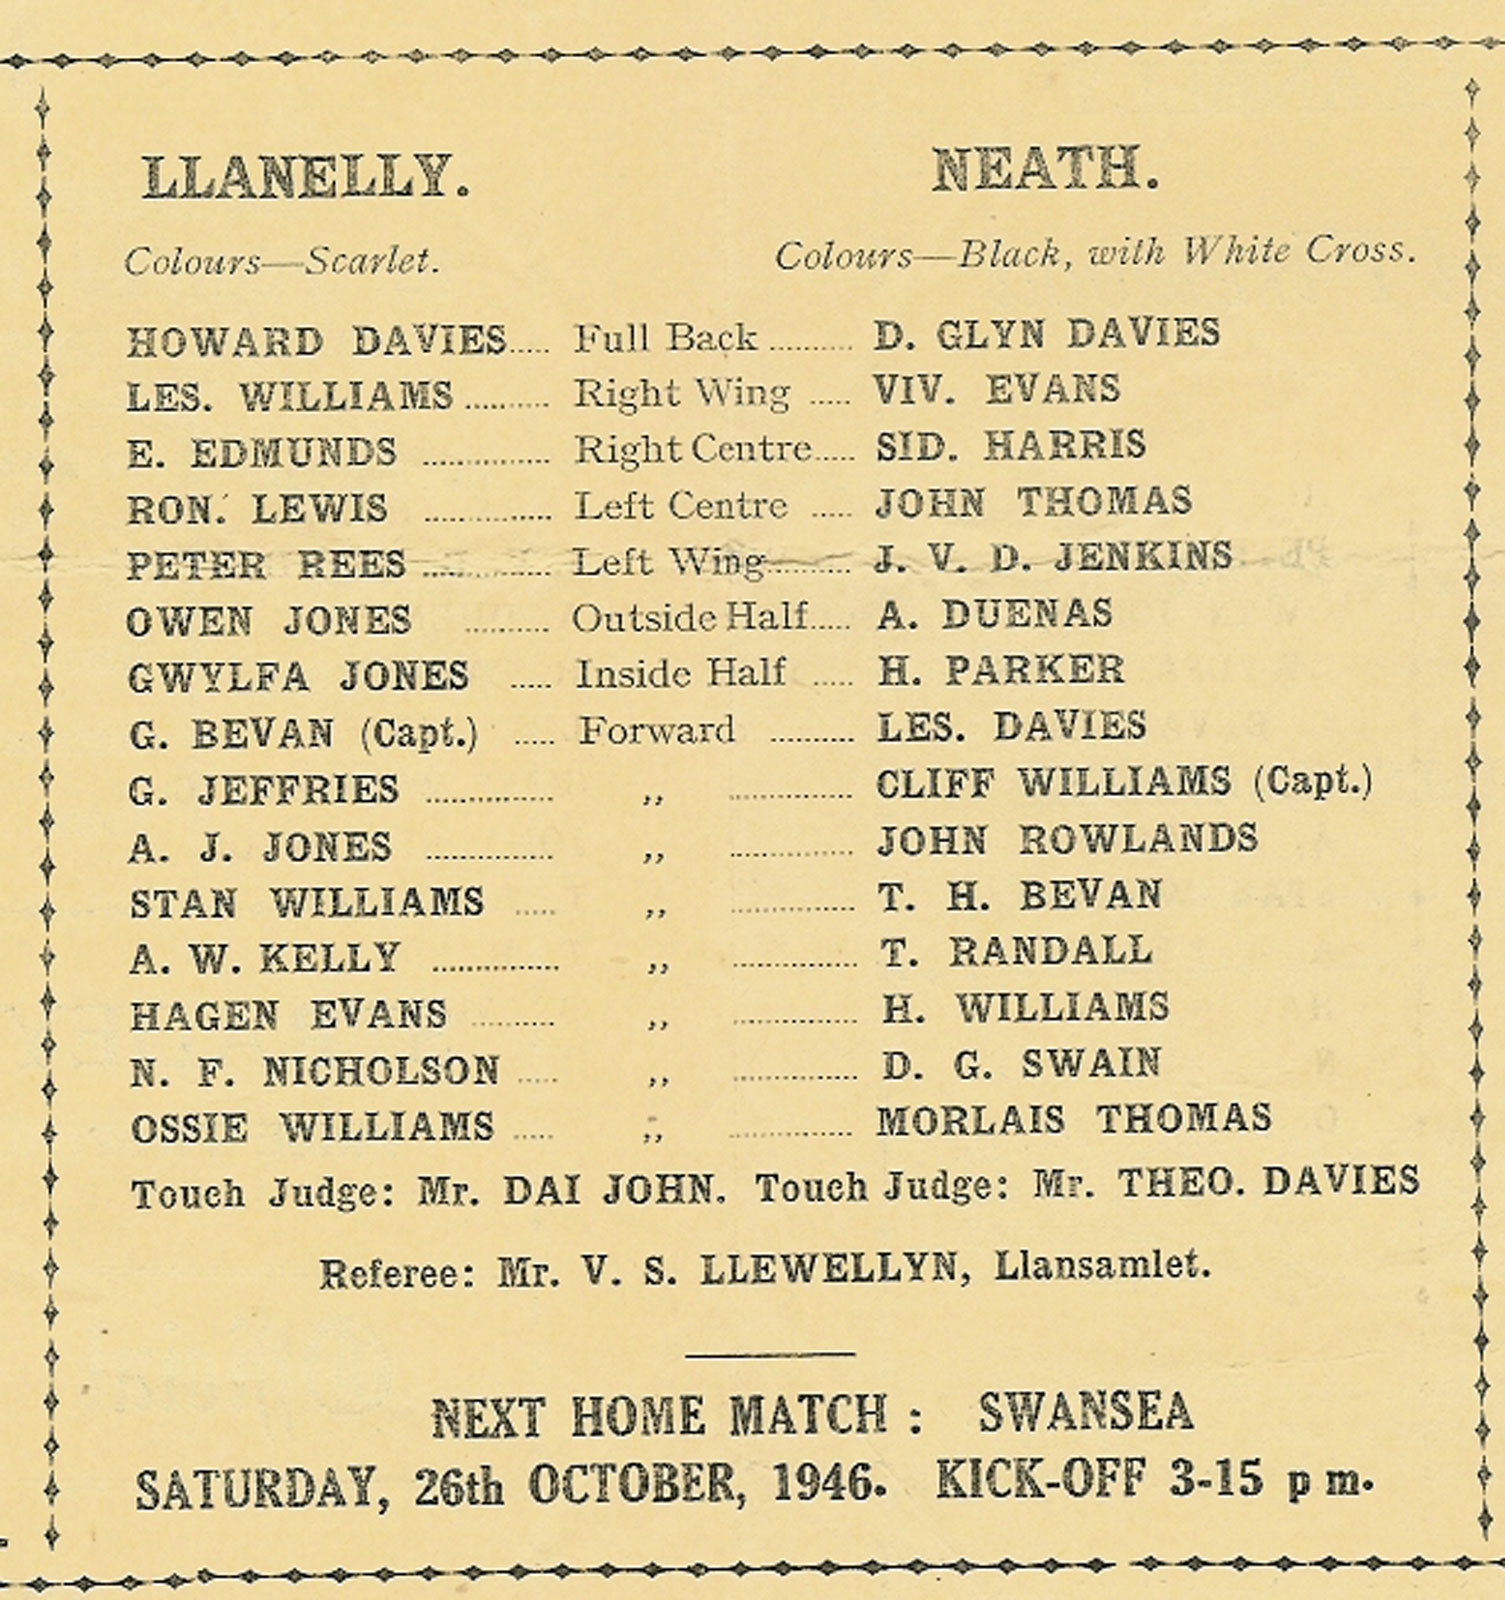 LLANELLY. NEATH.
Colours—Scarlet. Colours—Black, with White Cross.
HOWARD DAVIES..... Full Back .......... D. GLYN DAVIES
LES. WILLIAMS .......... Right Wing ..... VIV. EVANS
E. EDMUNDS ............... Right Centre..... SID. HARRIS
RON. LEWIS ............... Left Centre ..... JOHN THOMAS
PETER REES ............... Left Wing.......... J. V. D. JENKINS
OWEN JONES .......... Outside Half..... A. DUENAS
GWYLFA JONES ..... Inside Half ..... H. PARKER
G. BEVAN (Capt.) ..... Forward .......... LES. DAVIES
G. JEFFRIES ............... ,, ............... CLIFF WILLIAMS (Capt.)
A. J. JONES ............... ,, ............... JOHN ROWLANDS
STAN WILLIAMS ..... ,, ............... T. H. BEVAN
A. W. KELLY ............... ,, ............... T. RANDALL
HAGEN EVANS .......... ,, ............... H. WILLIAMS
N. F. NICHOLSON ..... ,, ............... D. G. SWAIN
OSSIE WILLIAMS ..... ,, ............... MORLAIS THOMAS
Touch Judge: Mr. DAI JOHN. Touch Judge: Mr. THEO. DAVIES
Referee: Mr. V. S. LLEWELLYN, Llansamlet.
NEXT HOME MATCH : SWANSEA
SATURDAY, 26th OCTOBER, 1946. KICK-OFF 3-15 p m.